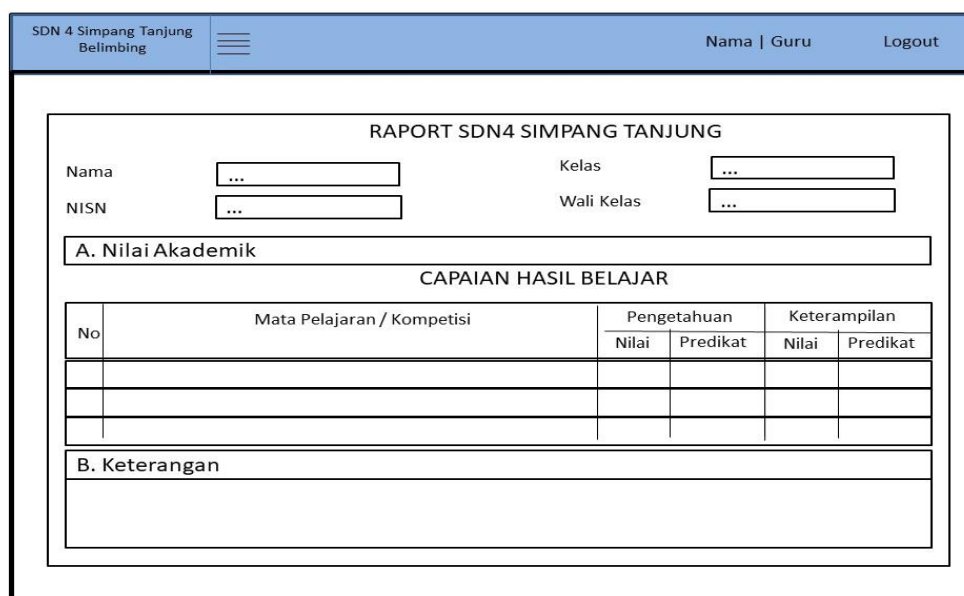 SDN 4 Simpang Tanjung
Belimbing
Nama | Guru
Logout
RAPORT SDN4 SIMPANG TANJUNG
Nama
...
Kelas
...
NISN
...
Wali Kelas
...
A. Nilai Akademik
CAPAIAN HASIL BELAJAR
No
Mata Pelajaran / Kompetisi
Pengetahuan
Keterampilan
Nilai
Predikat
Nilai
Predikat
B. Keterangan